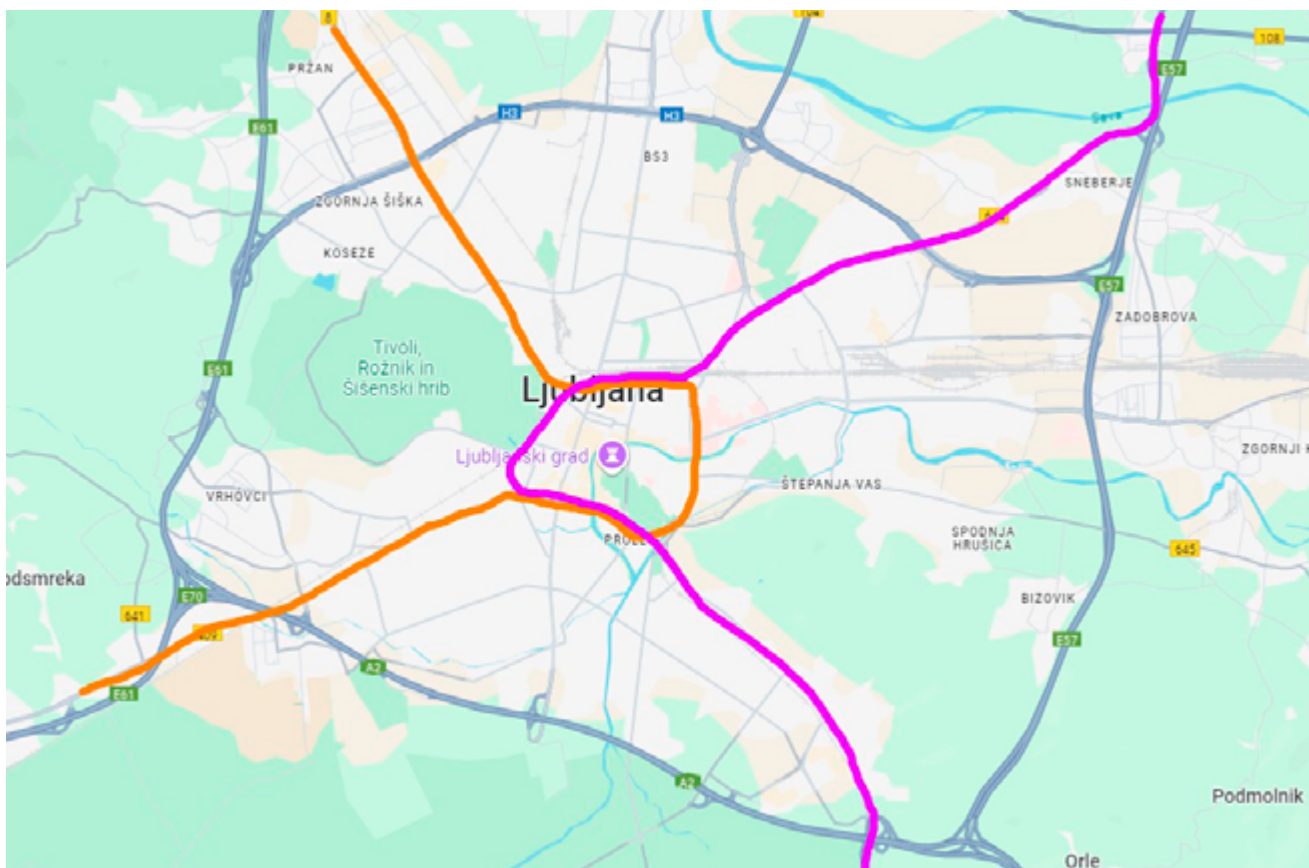 8
104
108
PRŽAN
E57
E61
H3
H3
Sava
BS3
SNEBERJE
ZGORNJA ŠIŠKA
KOSEZE
E57
ZADOBROVA
Tivoli,
Rožnik in
Šišenski hrib
E61
Ljubljana
Ljubljanski grad
ZGORNJI K
VRHOVCI
ŠTEPANJA VAS
SPODNJA
HRUŠICA
PRULE
645
odsmreka
E70
BIZOVIK
641
409
E57
A2
E61
A2
Podmolnik
Orle